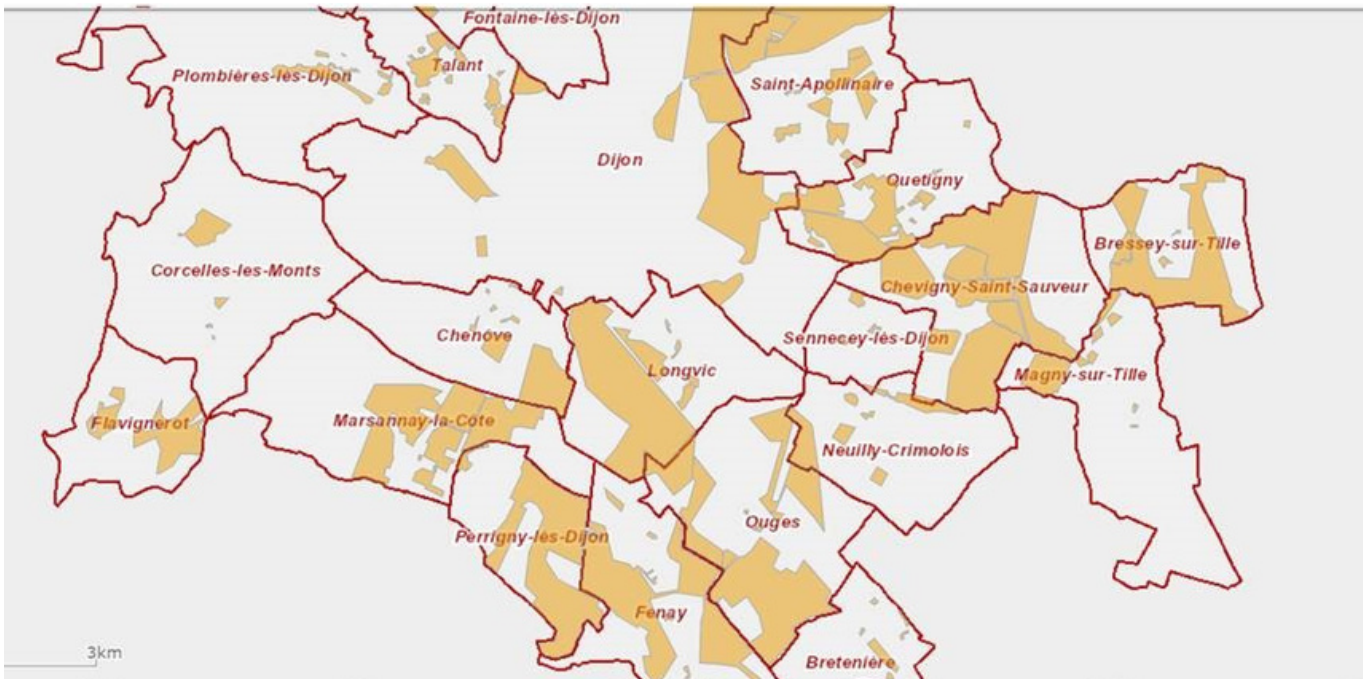 Fontaine-lès-Dijon
Talant
Plombières-lès-Dijon
Saint-Apollinaire
Dijon
Quetigny
Bressey-sur-Tille
Corcelles-les-Monts
Chevigny-Saint-Sauveur
Chenôve
Sennecey-lès-Dijon
Longvic
Magny-sur-Tille
Flavignerot
Marsannay-la-Côte
Neuilly-Crimolois
Ouges
Perrigny-lès-Dijon
Fenay
3km
Bretenière